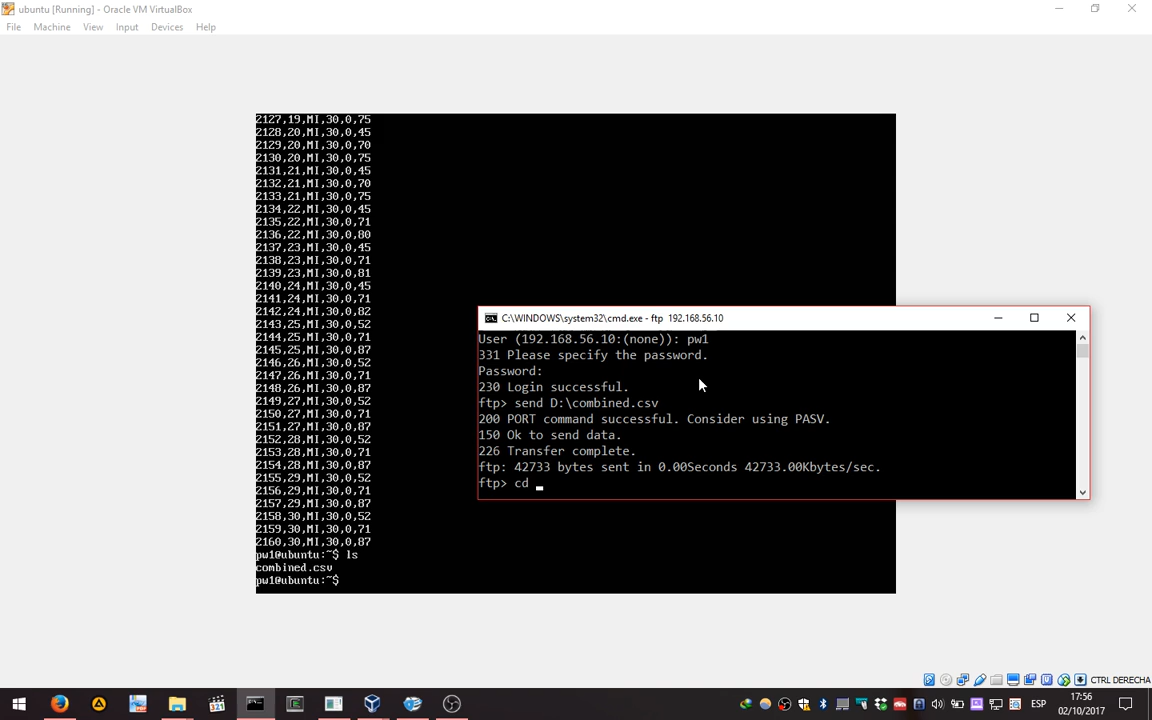 ubuntu [Running] - Oracle VM VirtualBox
File Machine View Input Devices Help
2127,19,MI,30,0,75
2128,20,MI,30,0,45
2129,20,MI,30,0,70
2130,20,MI,30,0,75
2131,21,MI,30,0,45
2132,21,MI,30,0,70
2133,21,MI,30,0,75
2134,22,MI,30,0,45
2135,22,MI,30,0,71
2136,22,MI,30,0,80
2137,23,MI,30,0,45
2138,23,MI,30,0,71
2139,23,MI,30,0,81
2140,24,MI,30,0,45
2141,24,MI,30,0,71
2142,24,MI,30,0,82
2143,25,MI,30,0,52
2144,25,MI,30,0,71
2145,25,MI,30,0,87
2146,26,MI,30,0,52
2147,26,MI,30,0,71
2148,26,MI,30,0,87
2149,27,MI,30,0,52
2150,27,MI,30,0,71
2151,27,MI,30,0,87
2152,28,MI,30,0,52
2153,28,MI,30,0,71
2154,28,MI,30,0,87
2155,29,MI,30,0,52
2156,29,MI,30,0,71
2157,29,MI,30,0,87
2158,30,MI,30,0,52
2159,30,MI,30,0,71
2160,30,MI,30,0,87
pw1@ubuntu:~$ ls
combined.csv
pw1@ubuntu:~$
C:\WINDOWS\system32\cmd.exe - ftp 192.168.56.10
User (192.168.56.10:(none)): pw1
331 Please specify the password.
Password:
230 Login successful.
ftp> send D:\combined.csv
200 PORT command successful. Consider using PASV.
150 Ok to send data.
226 Transfer complete.
ftp: 42733 bytes sent in 0.00Seconds 42733.00Kbytes/sec.
ftp> cd
CTRL DERECHA
321
ESP
17:56
02/10/2017